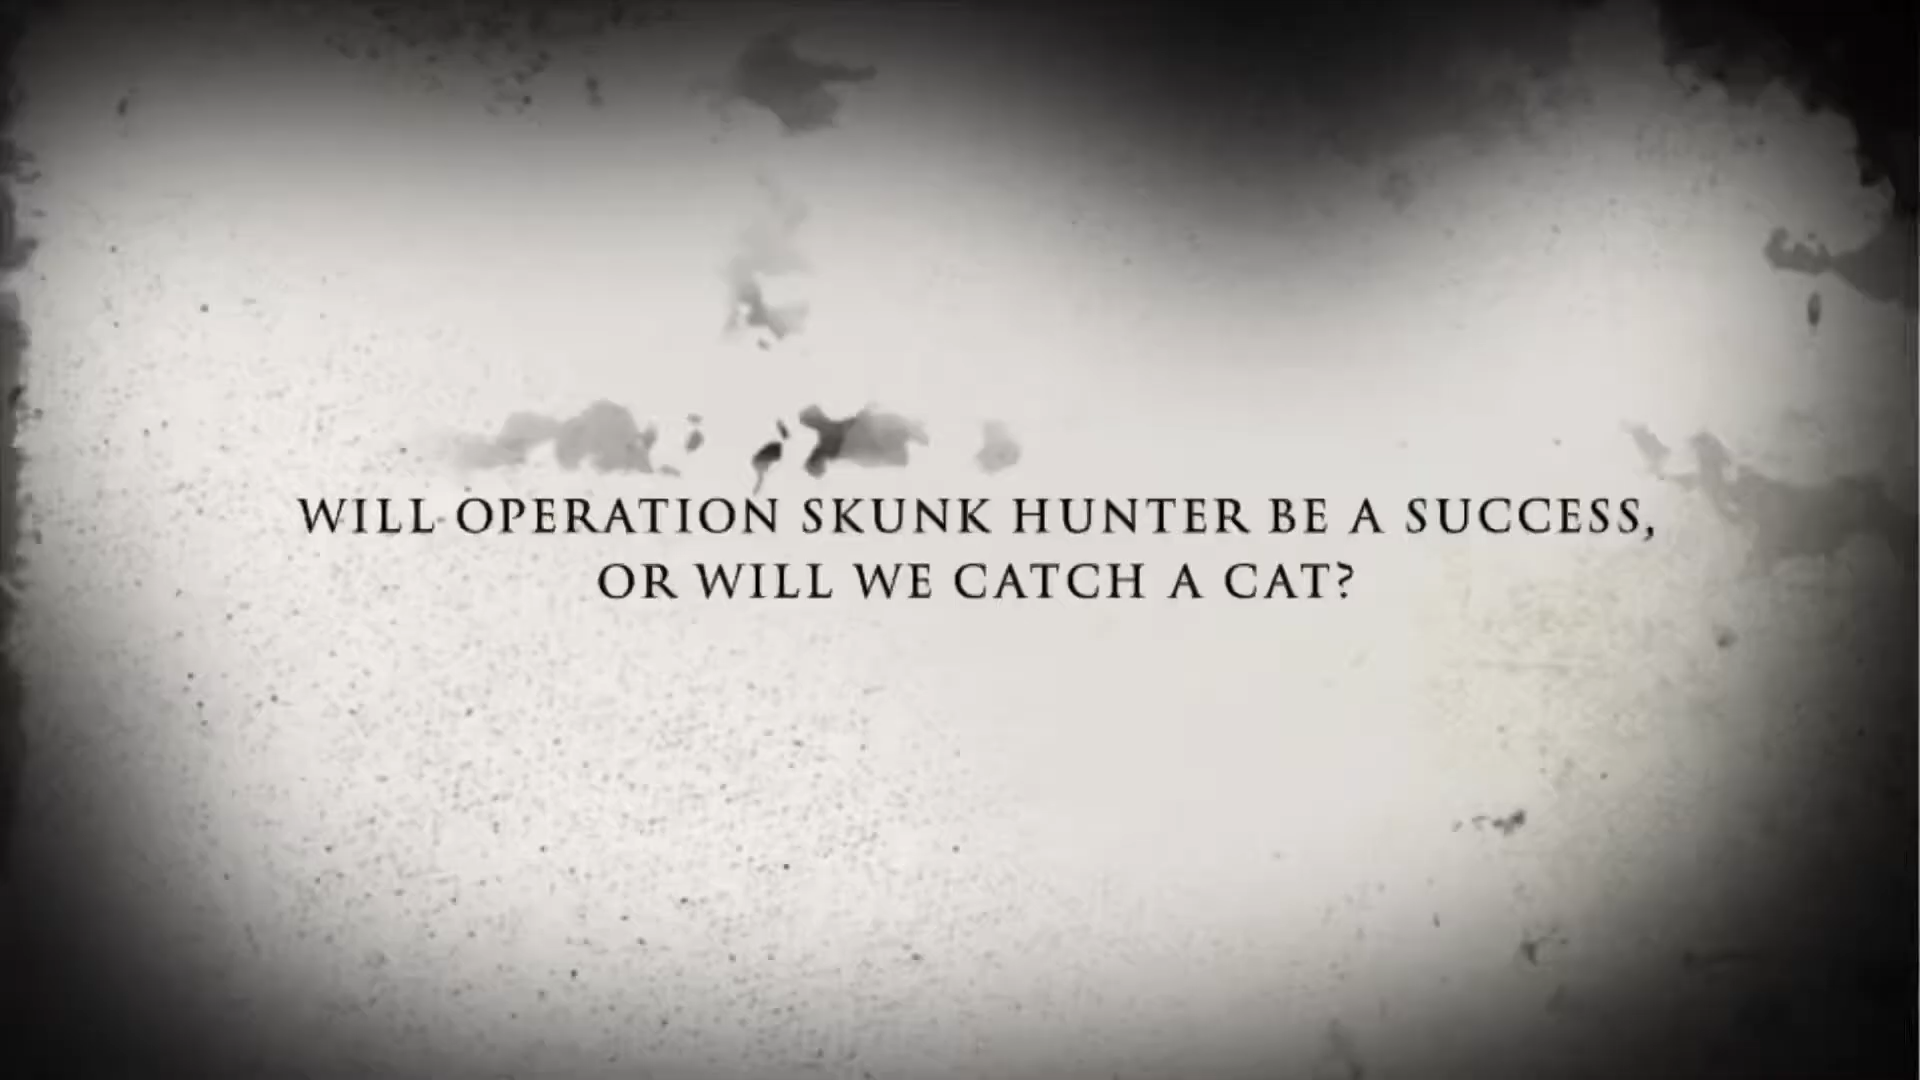 WILL OPERATION SKUNK HUNTER BE A SUCCESS,
OR WILL WE CATCH A CAT?